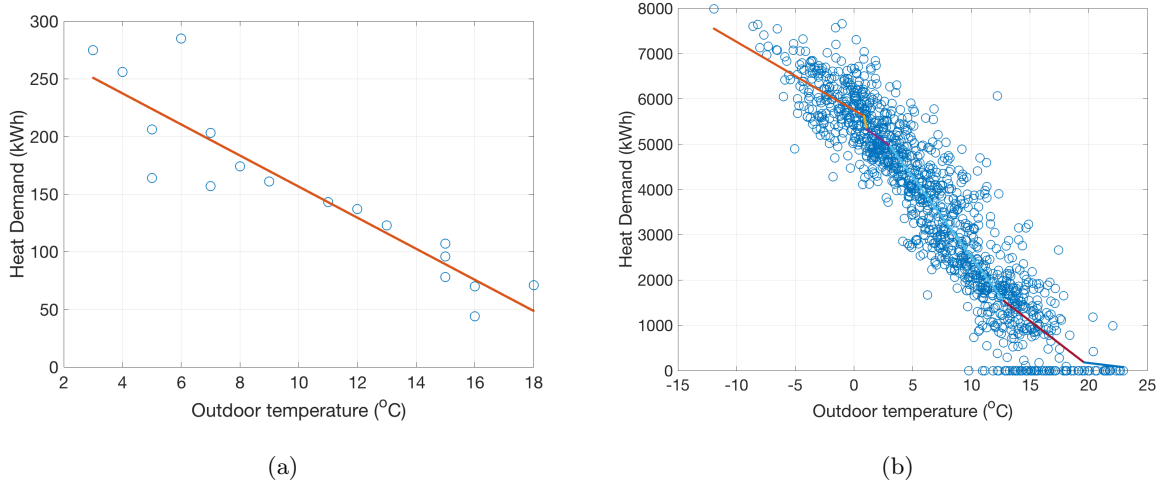 300
250
200
150
100
50
0
Heat Demand (kWh)
2 4 6 8 10 12 14 16 18
Outdoor temperature (°C)
(a)
8000
7000
6000
5000
4000
3000
2000
1000
0
Heat Demand (kWh)
-15 -10 -5 0 5 10 15 20 25
Outdoor temperature (°C)
(b)